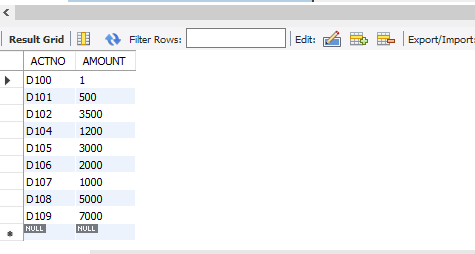 Result Grid Filter Rows: Edit: Export/Import:
ACTNO AMOUNT
D100 1
D101 500
D102 3500
D104 1200
D105 3000
D106 2000
D107 1000
D108 5000
D109 7000
NULL NULL